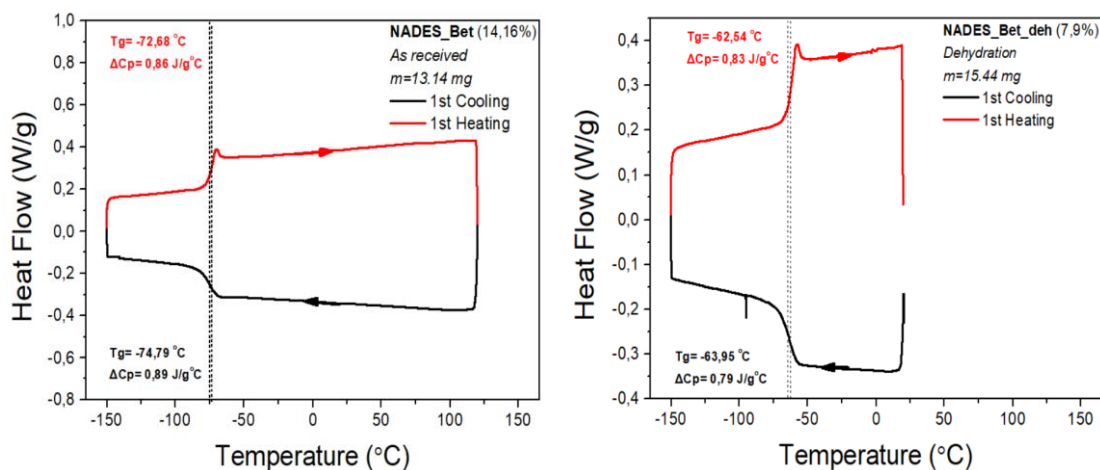 NADES_Bet (14,16%)
As received
m=13.14 mg
1st Cooling
1st Heating
Tg= -72,68 °C
ΔCp= 0,86 J/g°C
Tg= -74,79 °C
ΔCp= 0,89 J/g°C
Heat Flow (W/g)
1,0
0,8
0,6
0,4
0,2
0,0
-0,2
-0,4
-0,6
-0,8
-150 -100 -50 0 50 100
Temperature (°C)
NADES_Bet_deh (7,9%)
Dehydration
m=15.44 mg
1st Cooling
1st Heating
Tg= -62,54 °C
ΔCp= 0,83 J/g°C
Tg= -63,95 °C
ΔCp= 0,79 J/g°C
Heat Flow (W/g)
0,4
0,3
0,2
0,1
0,0
-0,1
-0,2
-0,3
-0,4
-150 -100 -50 0 50 100
Temperature (°C)